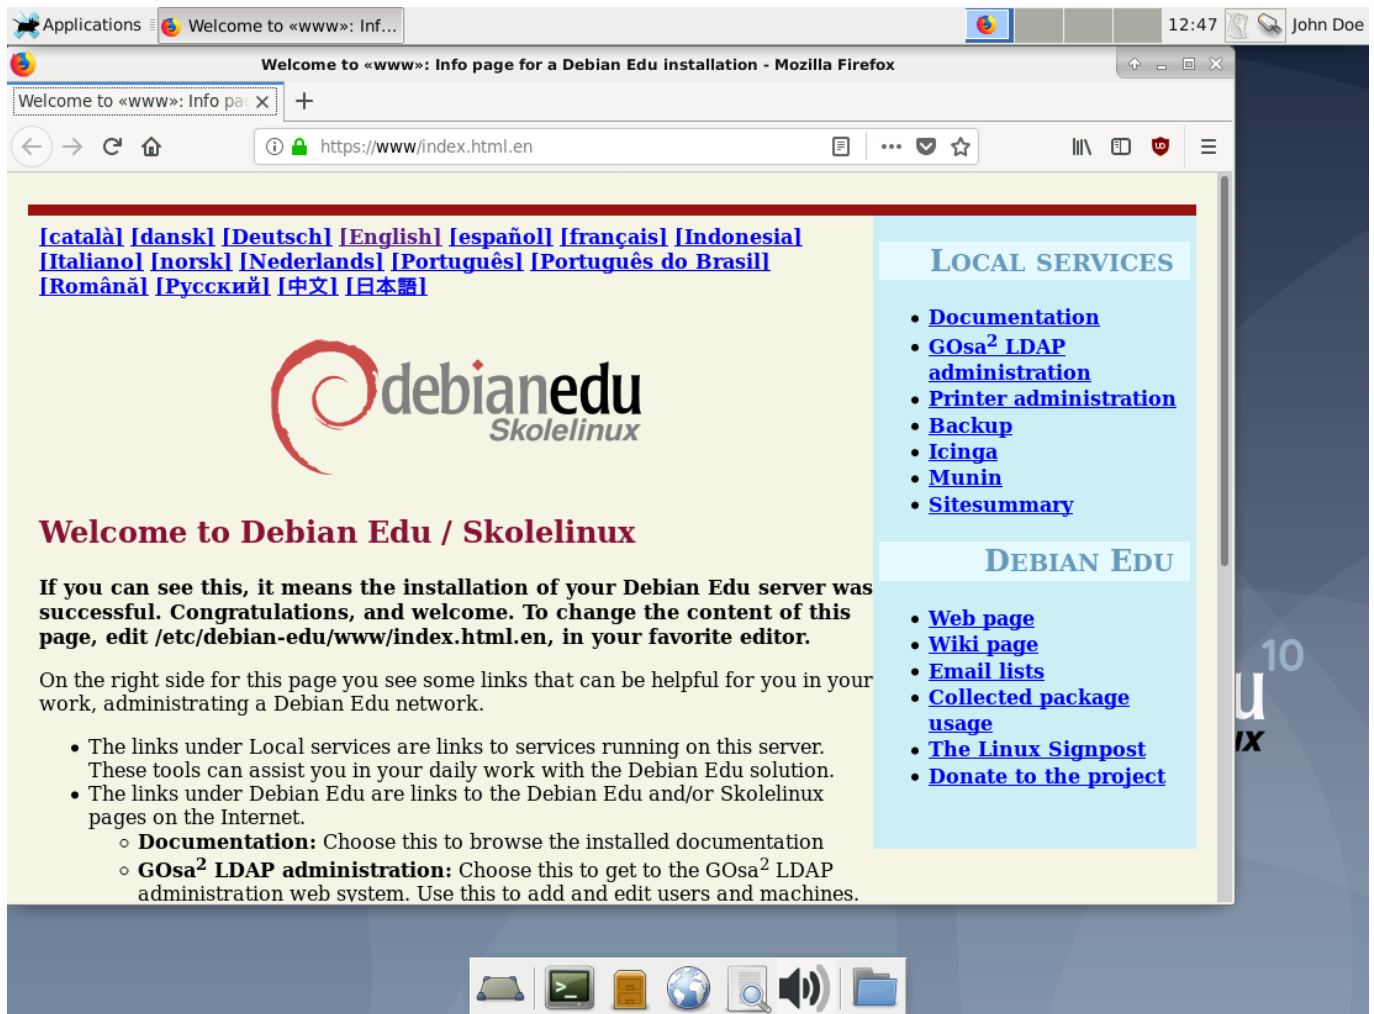 Applications
Welcome to «www»: Inf...
12:47
John Doe
Welcome to «www»: Info page for a Debian Edu installation - Mozilla Firefox
Welcome to «www»: Info pa
https://www/index.html.en
[català] [dansk] [Deutsch] [English] [español] [français] [Indonesia]
[Italiano] [norsk] [Nederlands] [Português] [Português do Brasil]
[Română] [Русский] [中文] [日本語]
debianedu
Skolelinux
Welcome to Debian Edu / Skolelinux
If you can see this, it means the installation of your Debian Edu server was
successful. Congratulations, and welcome. To change the content of this
page, edit /etc/debian-edu/www/index.html.en, in your favorite editor.
On the right side for this page you see some links that can be helpful for you in your
work, administrating a Debian Edu network.
• The links under Local services are links to services running on this server.
These tools can assist you in your daily work with the Debian Edu solution.
• The links under Debian Edu are links to the Debian Edu and/or Skolelinux
pages on the Internet.
◦ Documentation: Choose this to browse the installed documentation
◦ GOsa² LDAP administration: Choose this to get to the GOsa² LDAP
administration web system. Use this to add and edit users and machines.
LOCAL SERVICES
• Documentation
• GOsa² LDAP
administration
• Printer administration
• Backup
• Icinga
• Munin
• Sitesummary
DEBIAN EDU
• Web page
• Wiki page
• Email lists
• Collected package
usage
• The Linux Signpost
• Donate to the project
10
u
ux